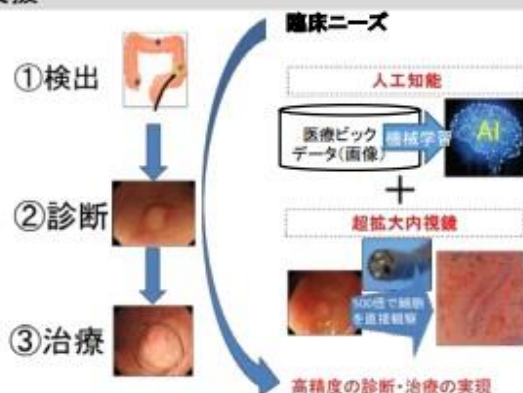 ①検出
②診断
③治療
臨床ニーズ
人工知能
医療ビック
データ(画像)
機械学習
AI
+
超拡大内視鏡
500倍で細胞
を直接観察
高精度の診断・治療の実現